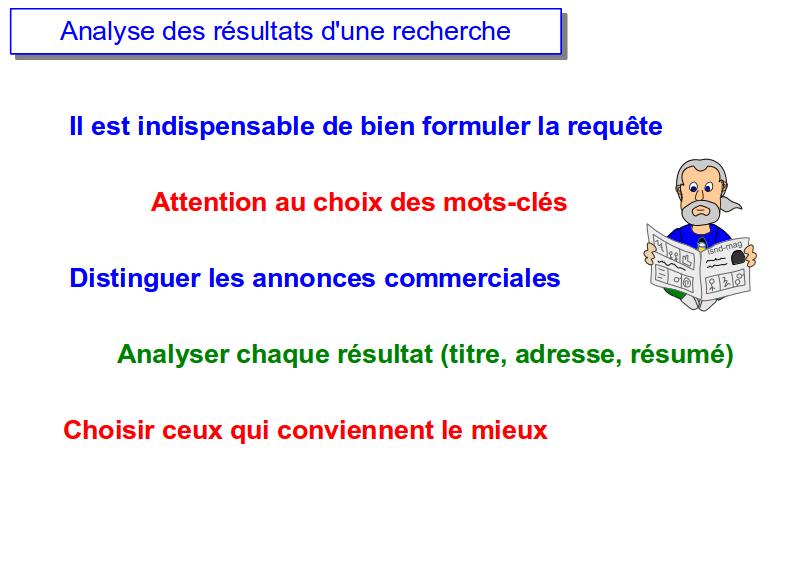 Analyse des résultats d'une recherche
Il est indispensable de bien formuler la requête
Attention au choix des mots-clés
lsnd-mag
Distinguer les annonces commerciales
Analyser chaque résultat (titre, adresse, résumé)
Choisir ceux qui conviennent le mieux